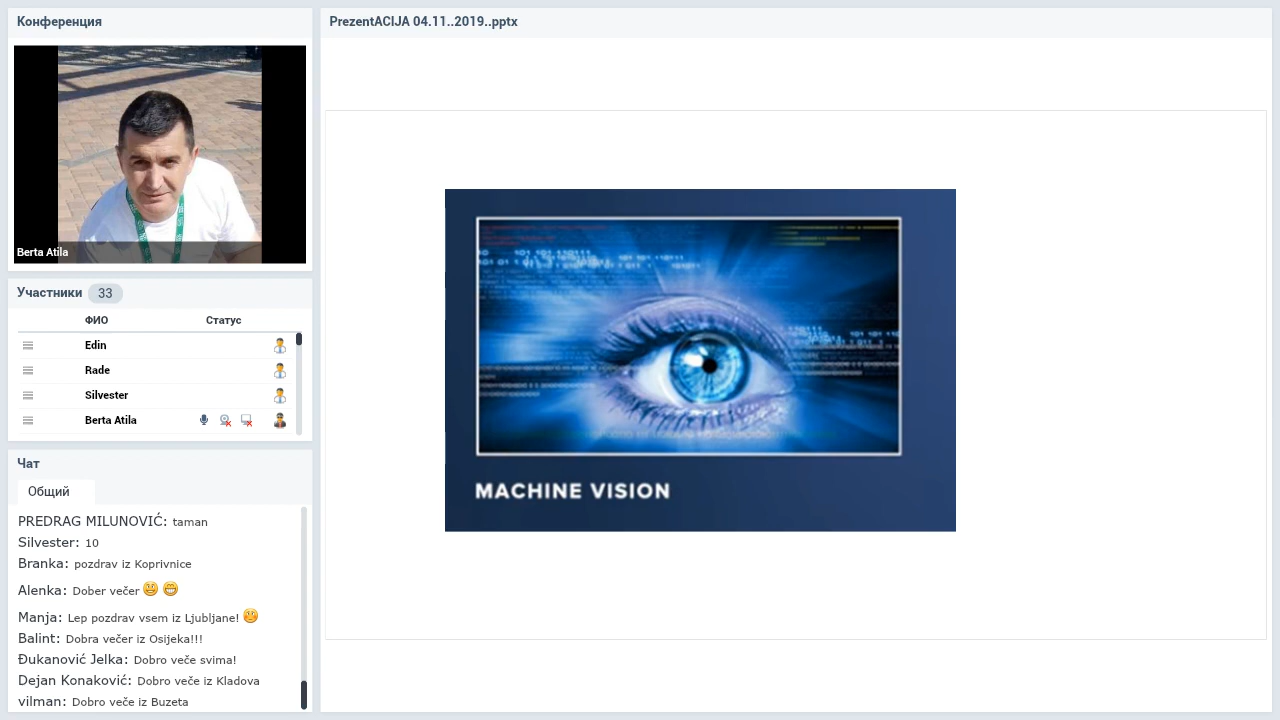 Конференция
Berta Atila
Участники 33
ФИО Статус
Edin
Rade
Silvester
Berta Atila
Чат
Общий
PREDRAG MILUNOVIĆ: taman
Silvester: 10
Branka: pozdrav iz Koprivnice
Alenka: Dober večer
Manja: Lep pozdrav vsem iz Ljubljane!
Balint: Dobra večer iz Osijeka!!!
Đukanović Jelka: Dobro veče svima!
Dejan Konaković: Dobro veče iz Kladova
vilman: Dobro veče iz Buzeta
PrezentACIJA 04.11..2019..pptx
MACHINE VISION